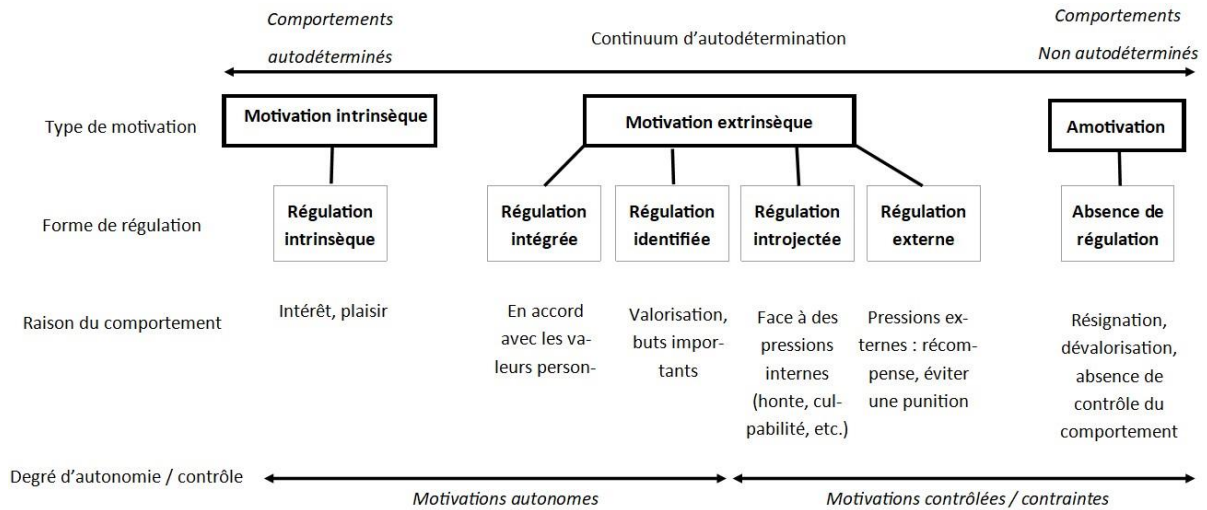 Comportements
autodéterminés
Continuum d'autodétermination
Comportements
Non autodéterminés
Type de motivation
Motivation intrinsèque
Motivation extrinsèque
Amotivation
Forme de régulation
Régulation
intrinsèque
Régulation
intégrée
Régulation
identifiée
Régulation
introjectée
Régulation
externe
Absence de
régulation
Raison du comportement
Intérêt, plaisir
En accord
avec les va-
leurs person-
Valorisation,
buts impor-
tants
Face à des
pressions
internes
(honte, cul-
pabilité, etc.)
Pressions ex-
ternes : récom-
pense, éviter
une punition
Résignation,
dévalorisation,
absence de
contrôle du
comportement
Degré d'autonomie / contrôle
Motivations autonomes
Motivations contrôlées / contraintes